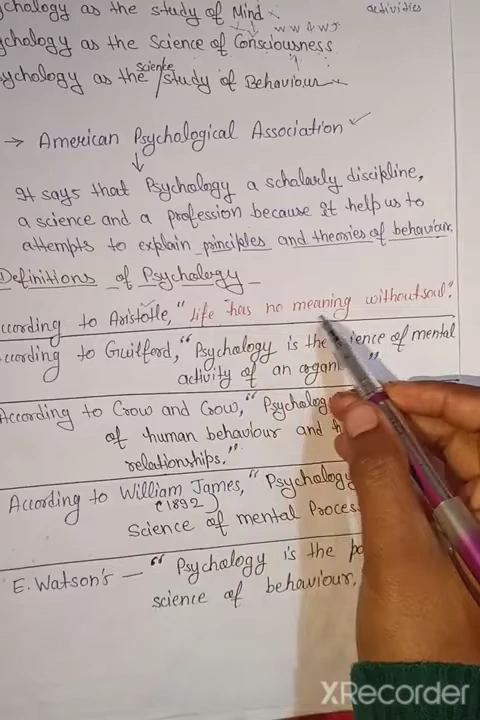 ychology as the study of Mind
activities
ychology as the Science of Consciousness
sychology as the science/study of Behaviour
→ American Psychological Association
It says that Psychology a scholarly discipline,
a science and a profession because it help us to
attempts to explain principles and theories of behaviour.
Definitions of Psychology
ccording to Aristotle, "life has no meaning without soul."
ccording to Guilford, "Psychology is the science of mental
activity of an organ
According to Crow and Crow, "Psycholog
of human behaviour and h
relationships."
According to William James, "Psychology
(1892)
Science of mental Process
E. Watson's — "Psychology is the po
science of behaviour.
XRecorder